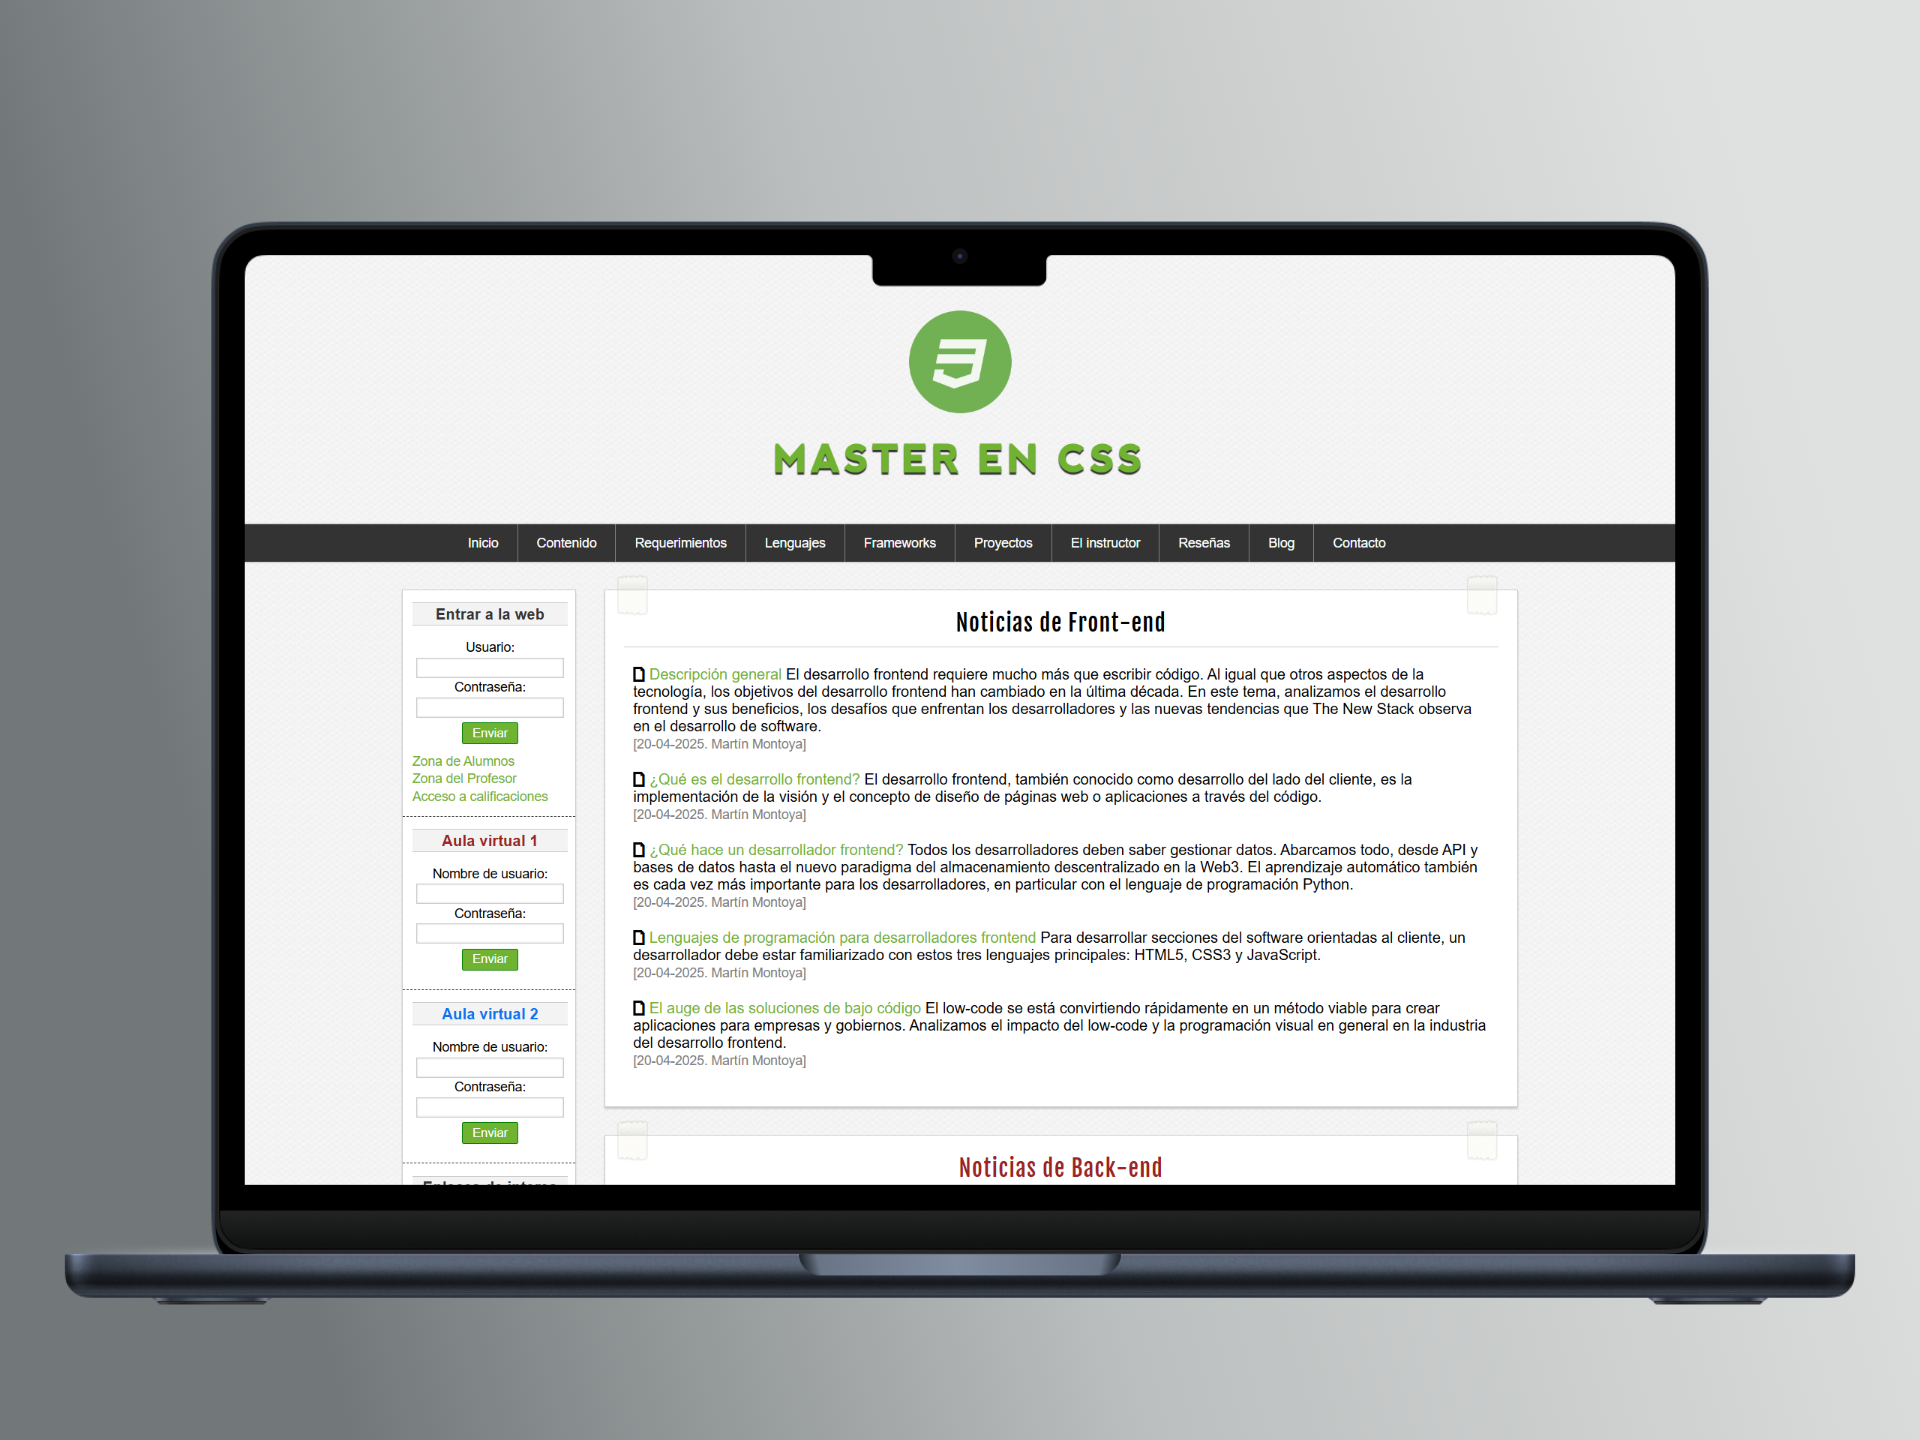 MASTER EN CSS
Inicio
Contenido
Requerimientos
Lenguajes
Frameworks
Proyectos
El instructor
Reseñas
Blog
Contacto
Entrar a la web
Usuario:
Contraseña:
Enviar
Zona de Alumnos
Zona del Profesor
Acceso a calificaciones
Aula virtual 1
Nombre de usuario:
Contraseña:
Enviar
Aula virtual 2
Nombre de usuario:
Contraseña:
Enviar
Enlaces de interes
Noticias de Front-end
Descripción general El desarrollo frontend requiere mucho más que escribir código. Al igual que otros aspectos de la
tecnología, los objetivos del desarrollo frontend han cambiado en la última década. En este tema, analizamos el desarrollo
frontend y sus beneficios, los desafíos que enfrentan los desarrolladores y las nuevas tendencias que The New Stack observa
en el desarrollo de software.
[20-04-2025. Martín Montoya]
¿Qué es el desarrollo frontend? El desarrollo frontend, también conocido como desarrollo del lado del cliente, es la
implementación de la visión y el concepto de diseño de páginas web o aplicaciones a través del código.
[20-04-2025. Martín Montoya]
¿Qué hace un desarrollador frontend? Todos los desarrolladores deben saber gestionar datos. Abarcamos todo, desde API y
bases de datos hasta el nuevo paradigma del almacenamiento descentralizado en la Web3. El aprendizaje automático también
es cada vez más importante para los desarrolladores, en particular con el lenguaje de programación Python.
[20-04-2025. Martín Montoya]
Lenguajes de programación para desarrolladores frontend Para desarrollar secciones del software orientadas al cliente, un
desarrollador debe estar familiarizado con estos tres lenguajes principales: HTML5, CSS3 y JavaScript.
[20-04-2025. Martín Montoya]
El auge de las soluciones de bajo código El low-code se está convirtiendo rápidamente en un método viable para crear
aplicaciones para empresas y gobiernos. Analizamos el impacto del low-code y la programación visual en general en la industria
del desarrollo frontend.
[20-04-2025. Martín Montoya]
Noticias de Back-end